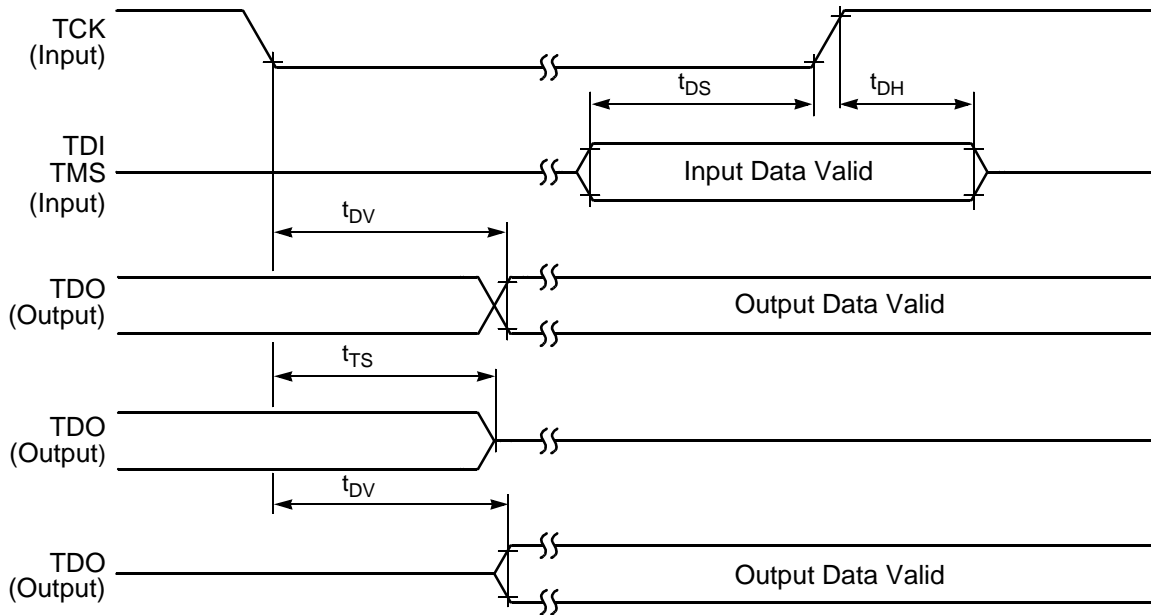 TCK
(Input)
tDS
tDH
TDI
TMS
(Input)
Input Data Valid
tDV
TDO
(Output)
Output Data Valid
tTS
TDO
(Output)
tDV
TDO
(Output)
Output Data Valid